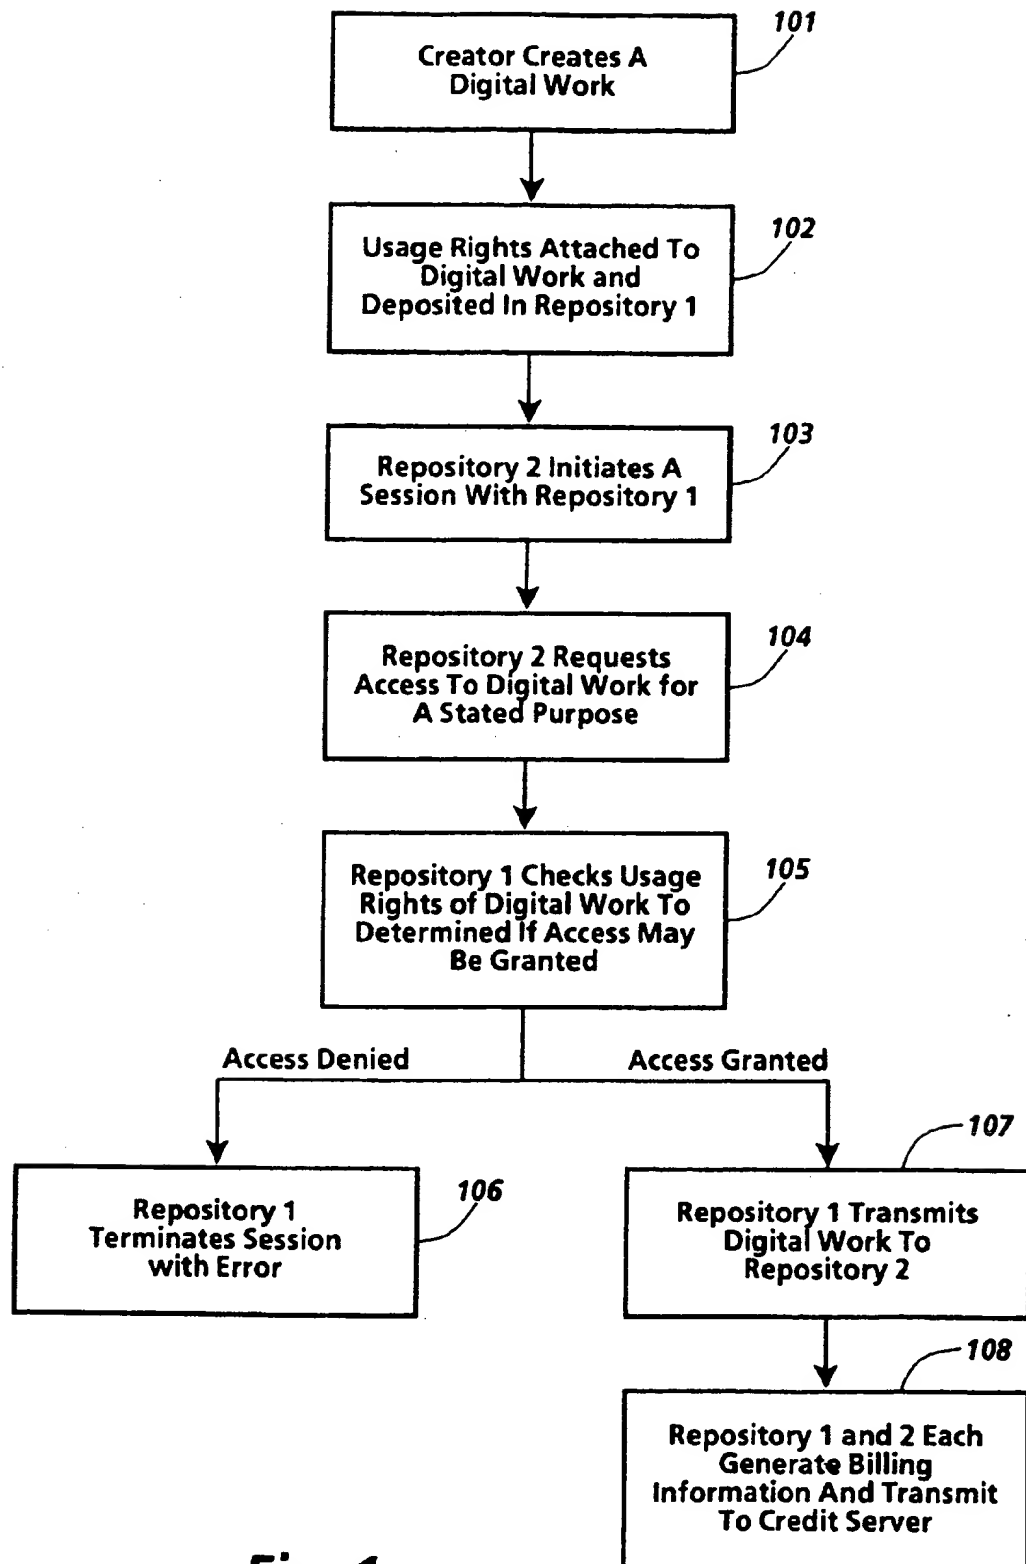 101
Creator Creates A
Digital Work
102
Usage Rights Attached To
Digital Work and
Deposited In Repository 1
103
Repository 2 Initiates A
Session With Repository 1
104
Repository 2 Requests
Access To Digital Work for
A Stated Purpose
105
Repository 1 Checks Usage
Rights of Digital Work To
Determined If Access May
Be Granted
Access Denied
Access Granted
106
Repository 1
Terminates Session
with Error
107
Repository 1 Transmits
Digital Work To
Repository 2
108
Repository 1 and 2 Each
Generate Billing
Information And Transmit
To Credit Server